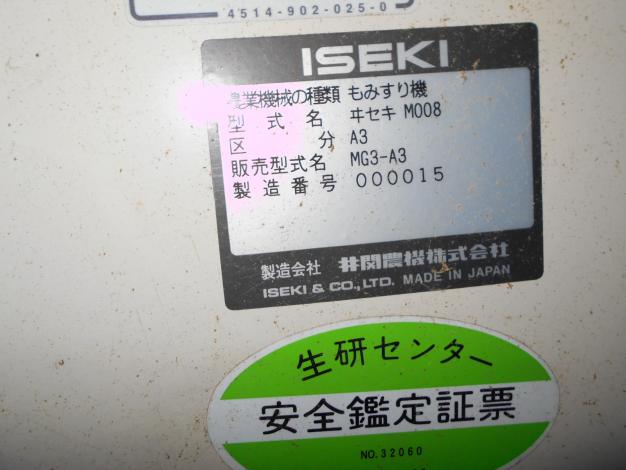 4514-902-025-0
ISEKI
農業機械の種類 もみすり機
型式名 ヰセキ M008
区分 A3
販売型式名 MG3-A3
製造番号 000015
製造会社 井関農機株式会社
ISEKI & CO., LTD. MADE IN JAPAN
生研センター
安全鑑定証票
NO.32060